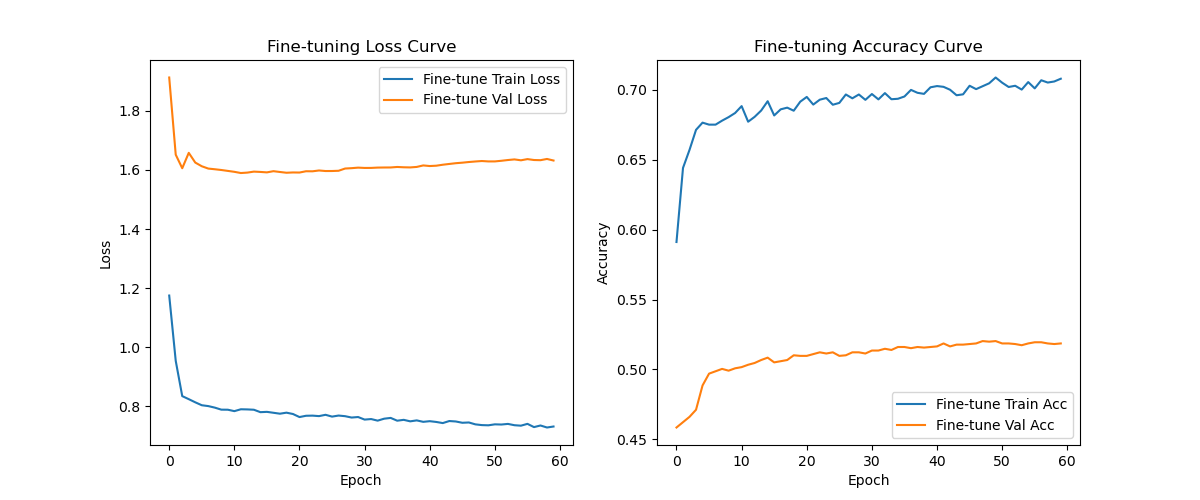 Fine-tuning Loss Curve
Fine-tune Train Loss
Fine-tune Val Loss
1.8
1.6
1.4
1.2
1.0
0.8
Loss
0 10 20 30 40 50 60
Epoch
Fine-tuning Accuracy Curve
0.70
0.65
0.60
0.55
0.50
0.45
Accuracy
Fine-tune Train Acc
Fine-tune Val Acc
0 10 20 30 40 50 60
Epoch